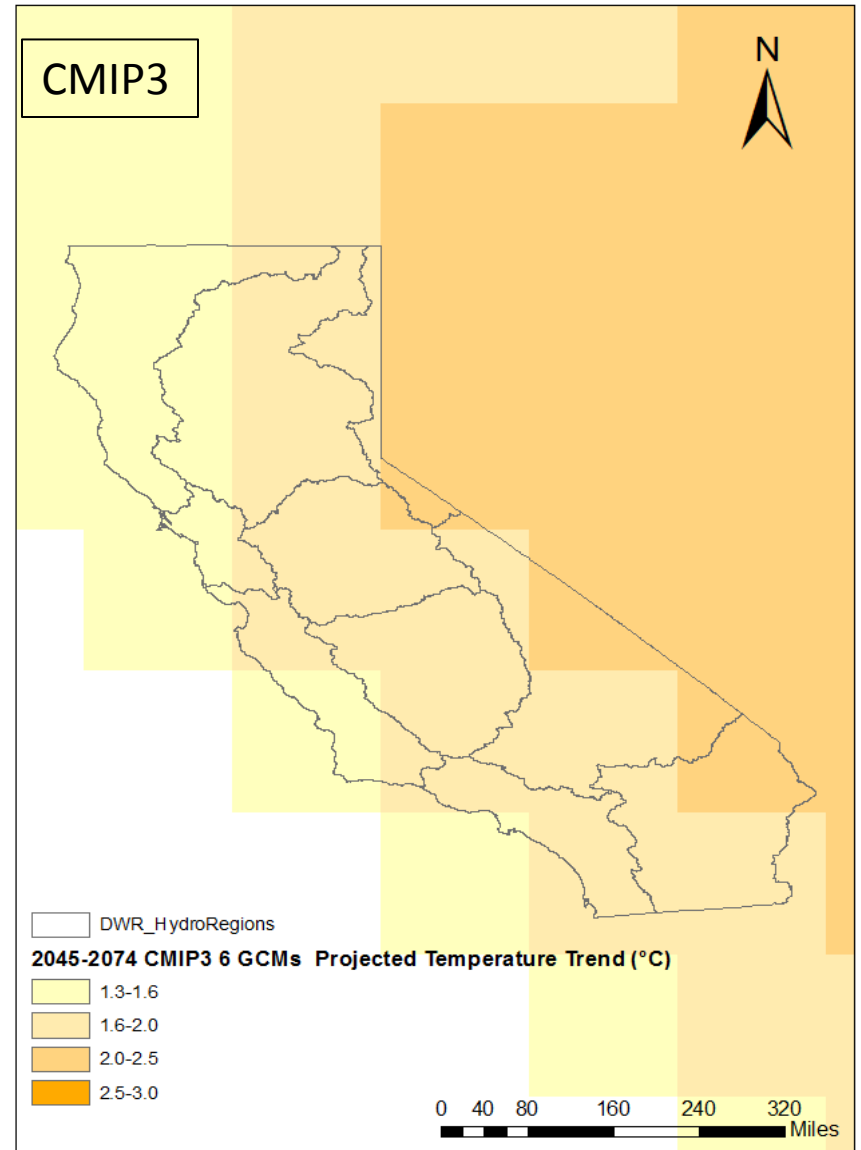 CMIP3
N
DWR_HydroRegions
2045-2074 CMIP3 6 GCMs Projected Temperature Trend (°C)
1.3-1.6
1.6-2.0
2.0-2.5
2.5-3.0
0 40 80 160 240 320
Miles